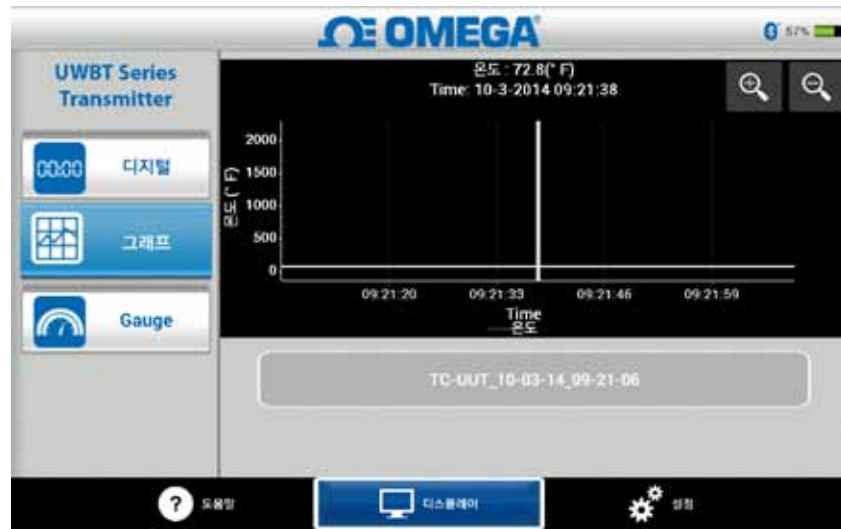 OMEGA
57%
UWBT Series
Transmitter
00:00 디지털
그래프
Gauge
온도 : 72.8(° F)
Time: 10-3-2014 09:21:38
온도 (° F)
2000
1500
1000
500
0
09:21:20 09:21:33 09:21:46 09:21:59
Time
온도
TC-UUT_10-03-14_09-21-06
? 도움말
디스플레이
설정